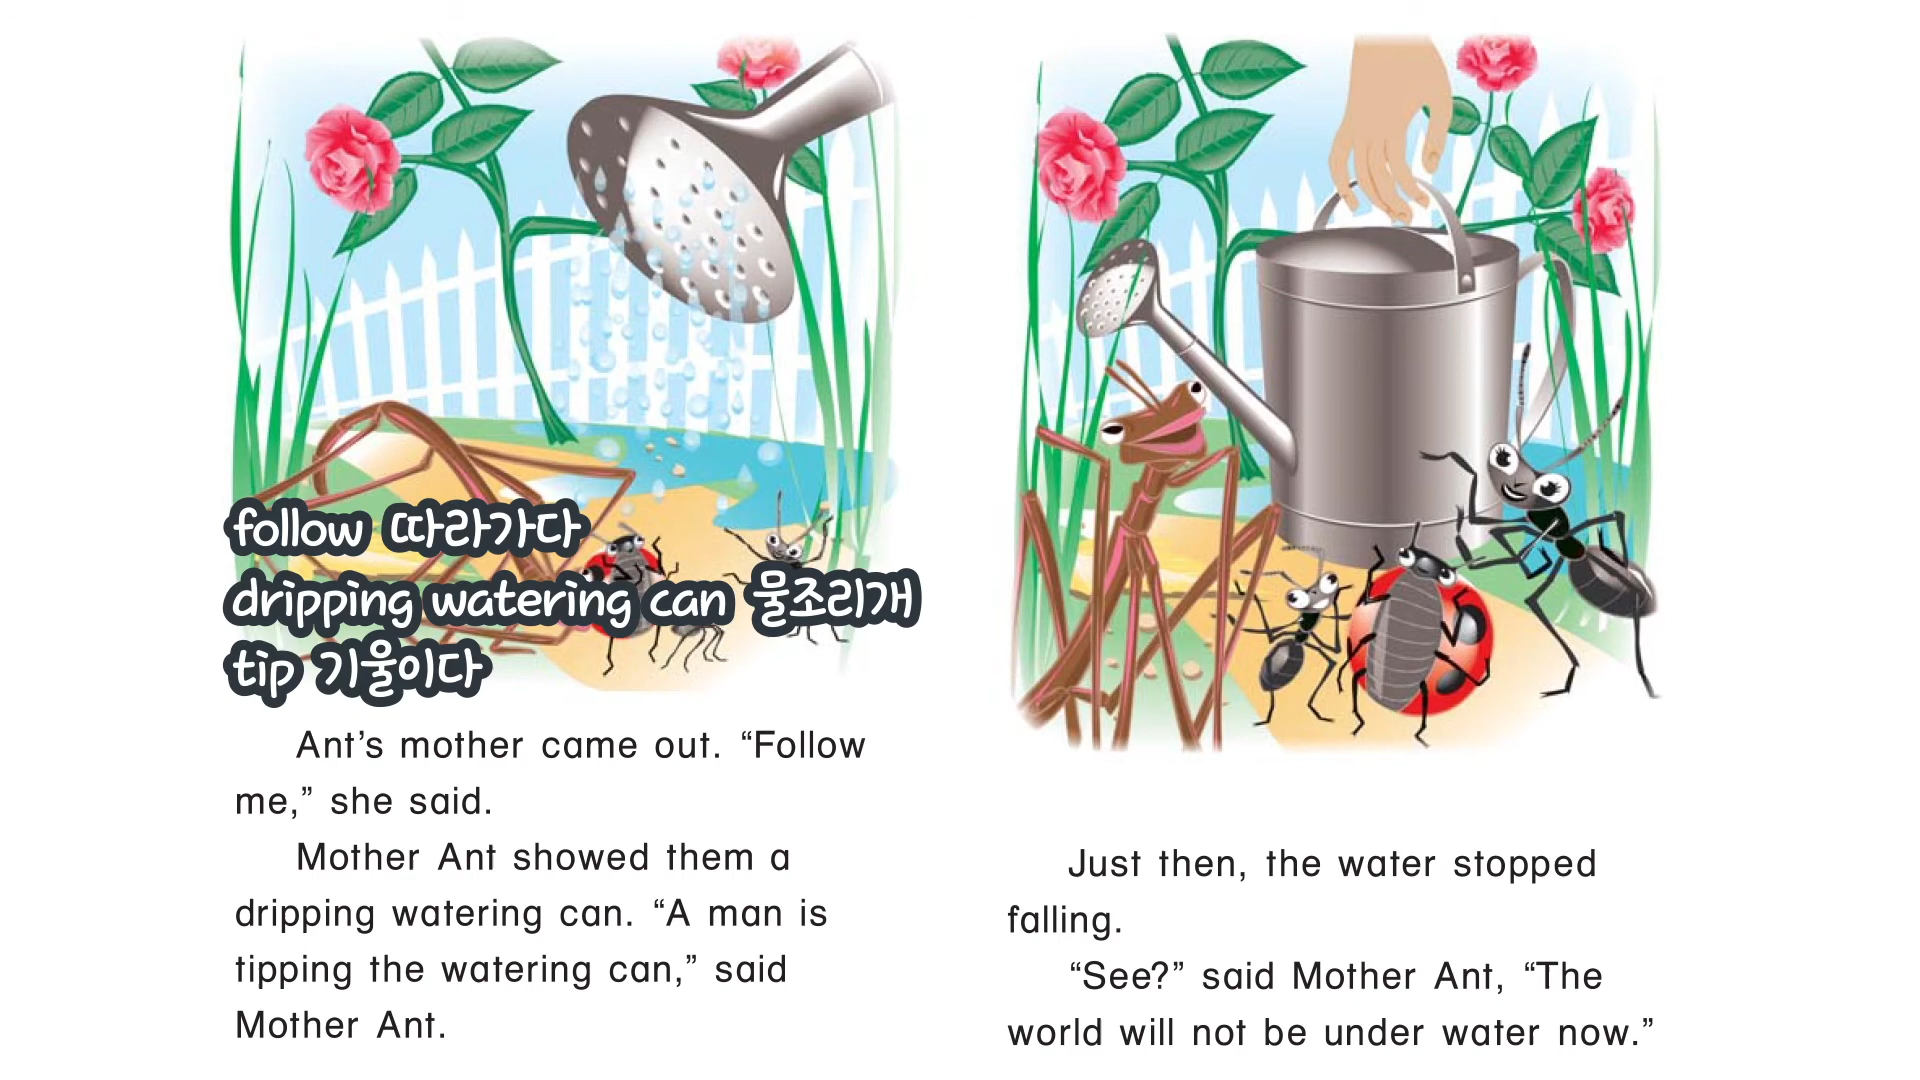 follow 따라가다
dripping watering can 물조리개
tip 기울이다
Ant’s mother came out. “Follow
me,” she said.
Mother Ant showed them a
dripping watering can. “A man is
tipping the watering can,” said
Mother Ant.
Just then, the water stopped
falling.
“See?” said Mother Ant, “The
world will not be under water now.”